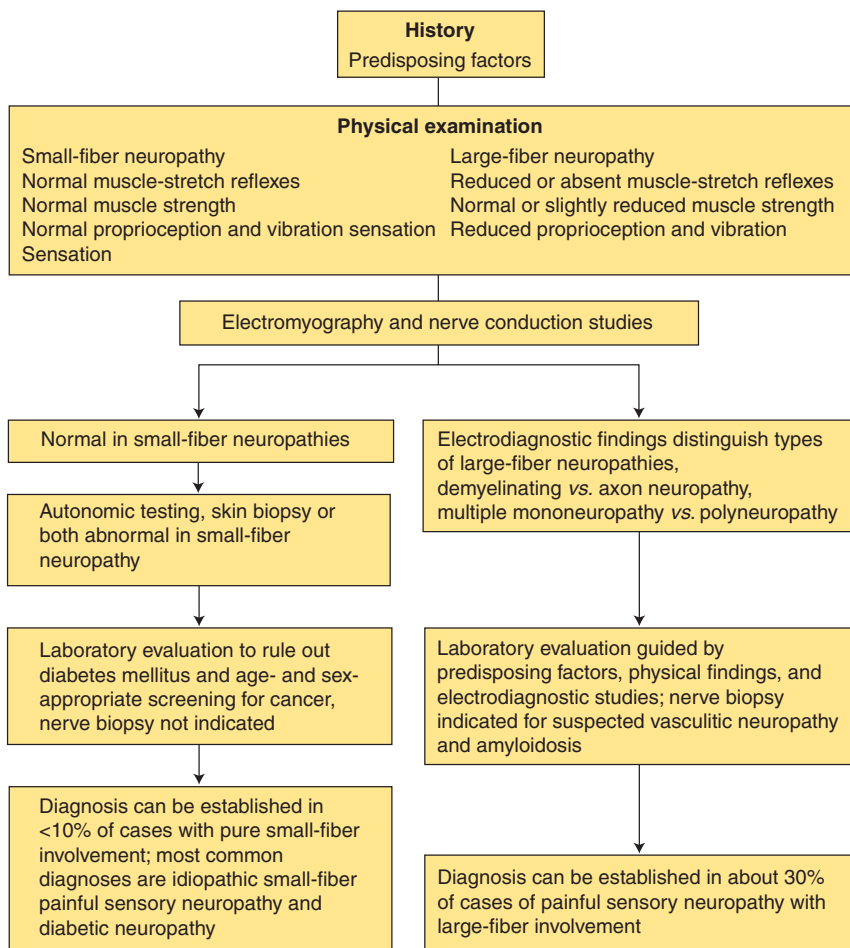 History
Predisposing factors
Physical examination
Small-fiber neuropathy
Normal muscle-stretch reflexes
Normal muscle strength
Normal proprioception and vibration sensation
Sensation
Large-fiber neuropathy
Reduced or absent muscle-stretch reflexes
Normal or slightly reduced muscle strength
Reduced proprioception and vibration
Electromyography and nerve conduction studies
Normal in small-fiber neuropathies
Autonomic testing, skin biopsy or
both abnormal in small-fiber
neuropathy
Laboratory evaluation to rule out
diabetes mellitus and age- and sex-
appropriate screening for cancer,
nerve biopsy not indicated
Diagnosis can be established in
<10% of cases with pure small-fiber
involvement; most common
diagnoses are idiopathic small-fiber
painful sensory neuropathy and
diabetic neuropathy
Electrodiagnostic findings distinguish types
of large-fiber neuropathies,
demyelinating vs. axon neuropathy,
multiple mononeuropathy vs. polyneuropathy
Laboratory evaluation guided by
predisposing factors, physical findings, and
electrodiagnostic studies; nerve biopsy
indicated for suspected vasculitic neuropathy
and amyloidosis
Diagnosis can be established in about 30%
of cases of painful sensory neuropathy with
large-fiber involvement